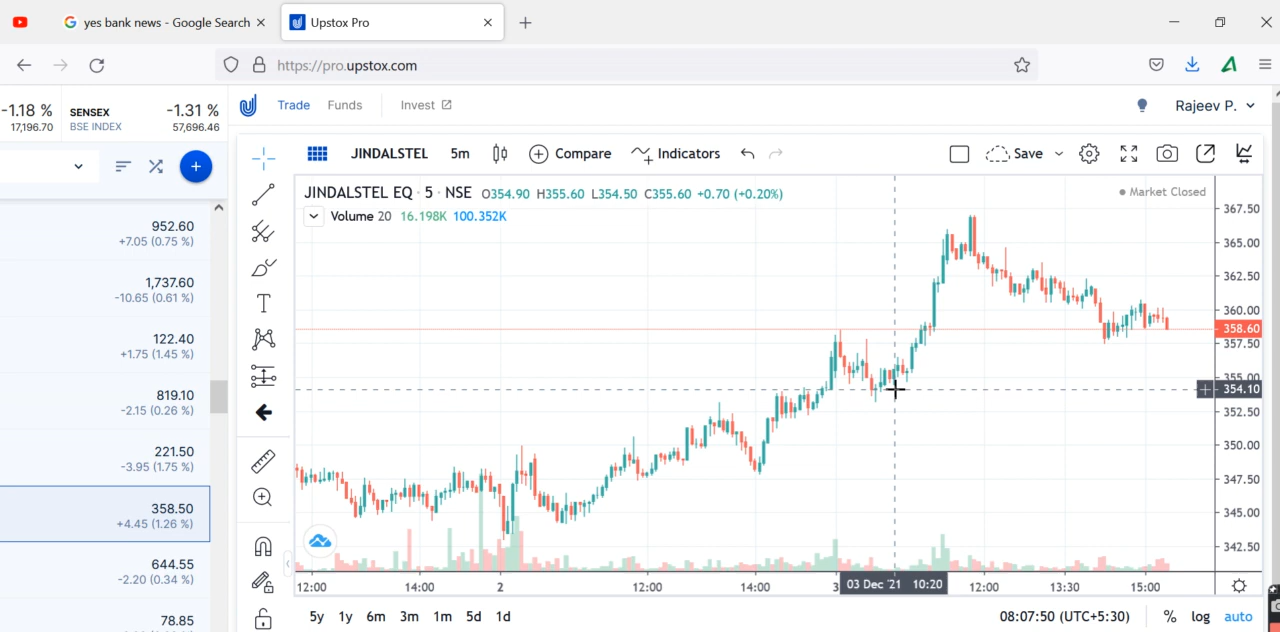 yes bank news - Google Search
Upstox Pro
https://pro.upstox.com
-1.18 %
17,196.70
SENSEX
BSE INDEX
-1.31 %
57,696.46
Trade
Funds
Invest
Rajeev P.
JINDALSTEL
5m
Compare
Indicators
Save
JINDALSTEL EQ · 5 · NSE O354.90 H355.60 L354.50 C355.60 +0.70 (+0.20%)
Market Closed
Volume 20 16.198K 100.352K
952.60
+7.05 (0.75 %)
1,737.60
-10.65 (0.61 %)
122.40
+1.75 (1.45 %)
819.10
-2.15 (0.26 %)
221.50
-3.95 (1.75 %)
358.50
+4.45 (1.26 %)
644.55
-2.20 (0.34 %)
78.85
T
367.50
365.00
362.50
360.00
358.60
357.50
355.00
354.10
352.50
350.00
347.50
345.00
342.50
12:00 14:00 2 12:00 14:00 3 03 Dec '21 10:20 12:00 13:30 15:00
5y 1y 6m 3m 1m 5d 1d
08:07:50 (UTC+5:30) % log auto